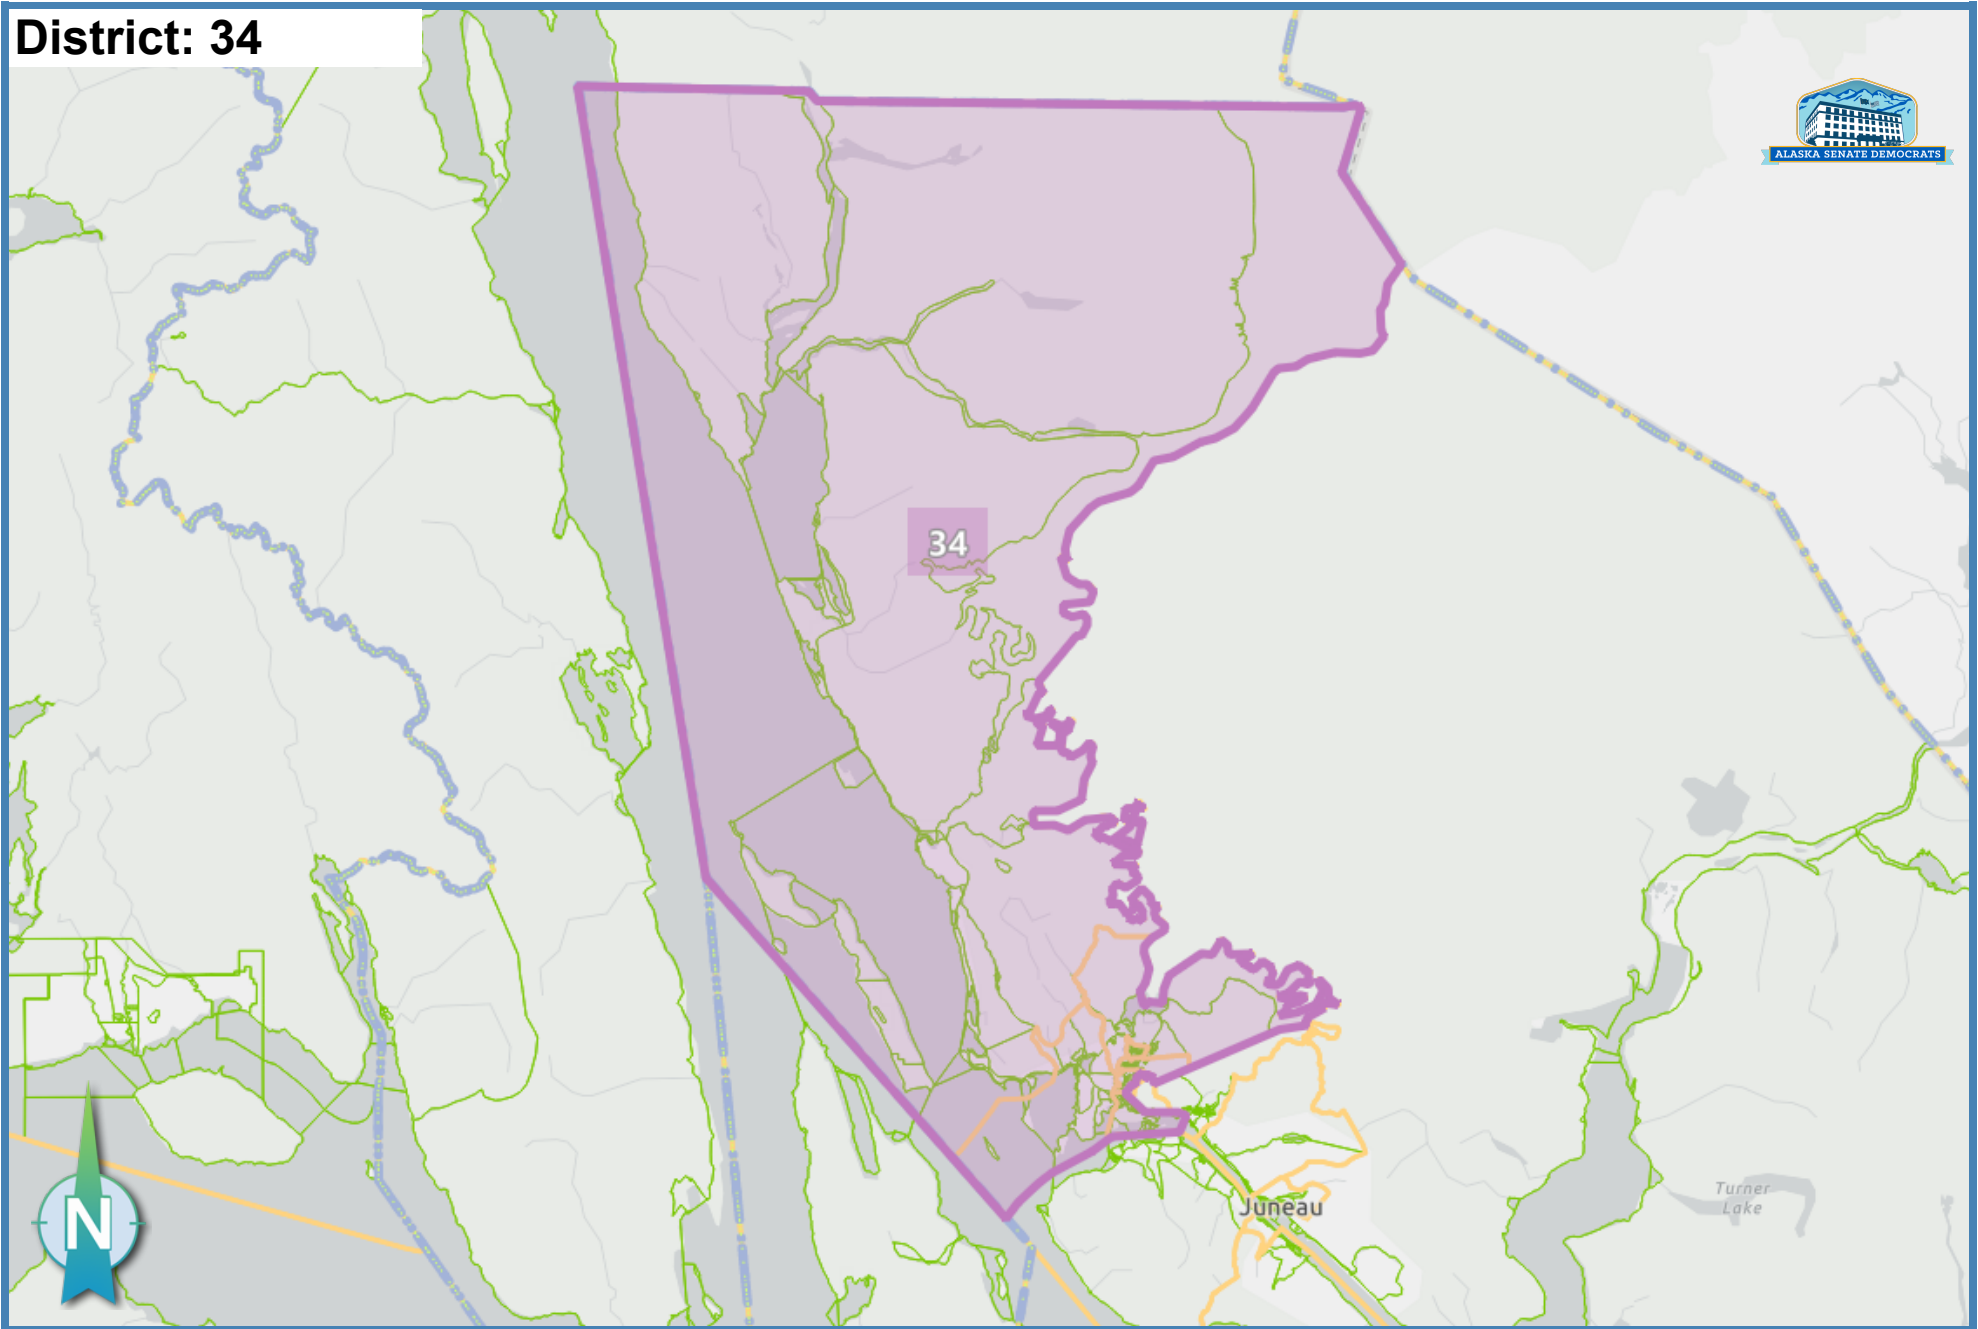 District: 34
ALASKA SENATE DEMOCRATS
34
Turner
Lake
Juneau
N